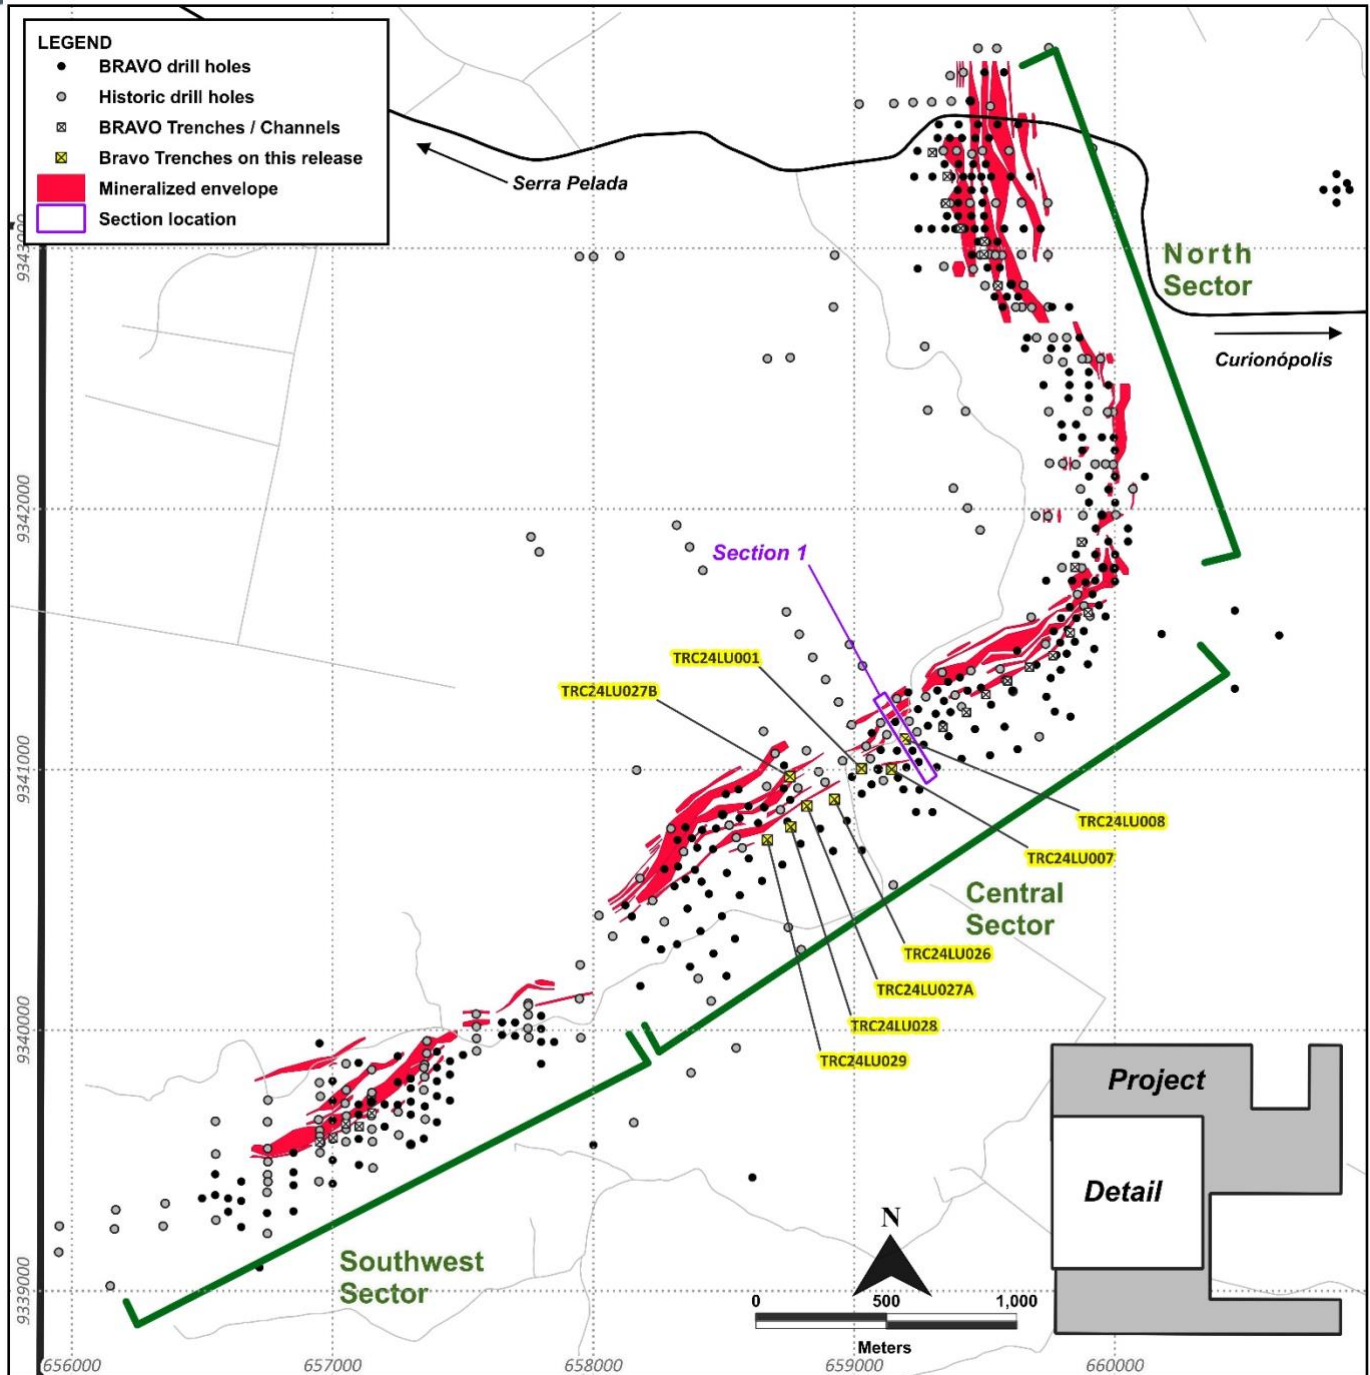 LEGEND
BRAVO drill holes
Historic drill holes
BRAVO Trenches / Channels
Bravo Trenches on this release
Mineralized envelope
Section location
Serra Pelada
9343000
North
Sector
Curionópolis
9342000
Section 1
TRC24LU001
TRC24LU027B
9341000
TRC24LU008
TRC24LU007
Central
Sector
TRC24LU026
TRC24LU027A
TRC24LU028
TRC24LU029
9340000
Project
Detail
N
Southwest
Sector
9339000
0 500 1,000
Meters
656000 657000 658000 659000 660000